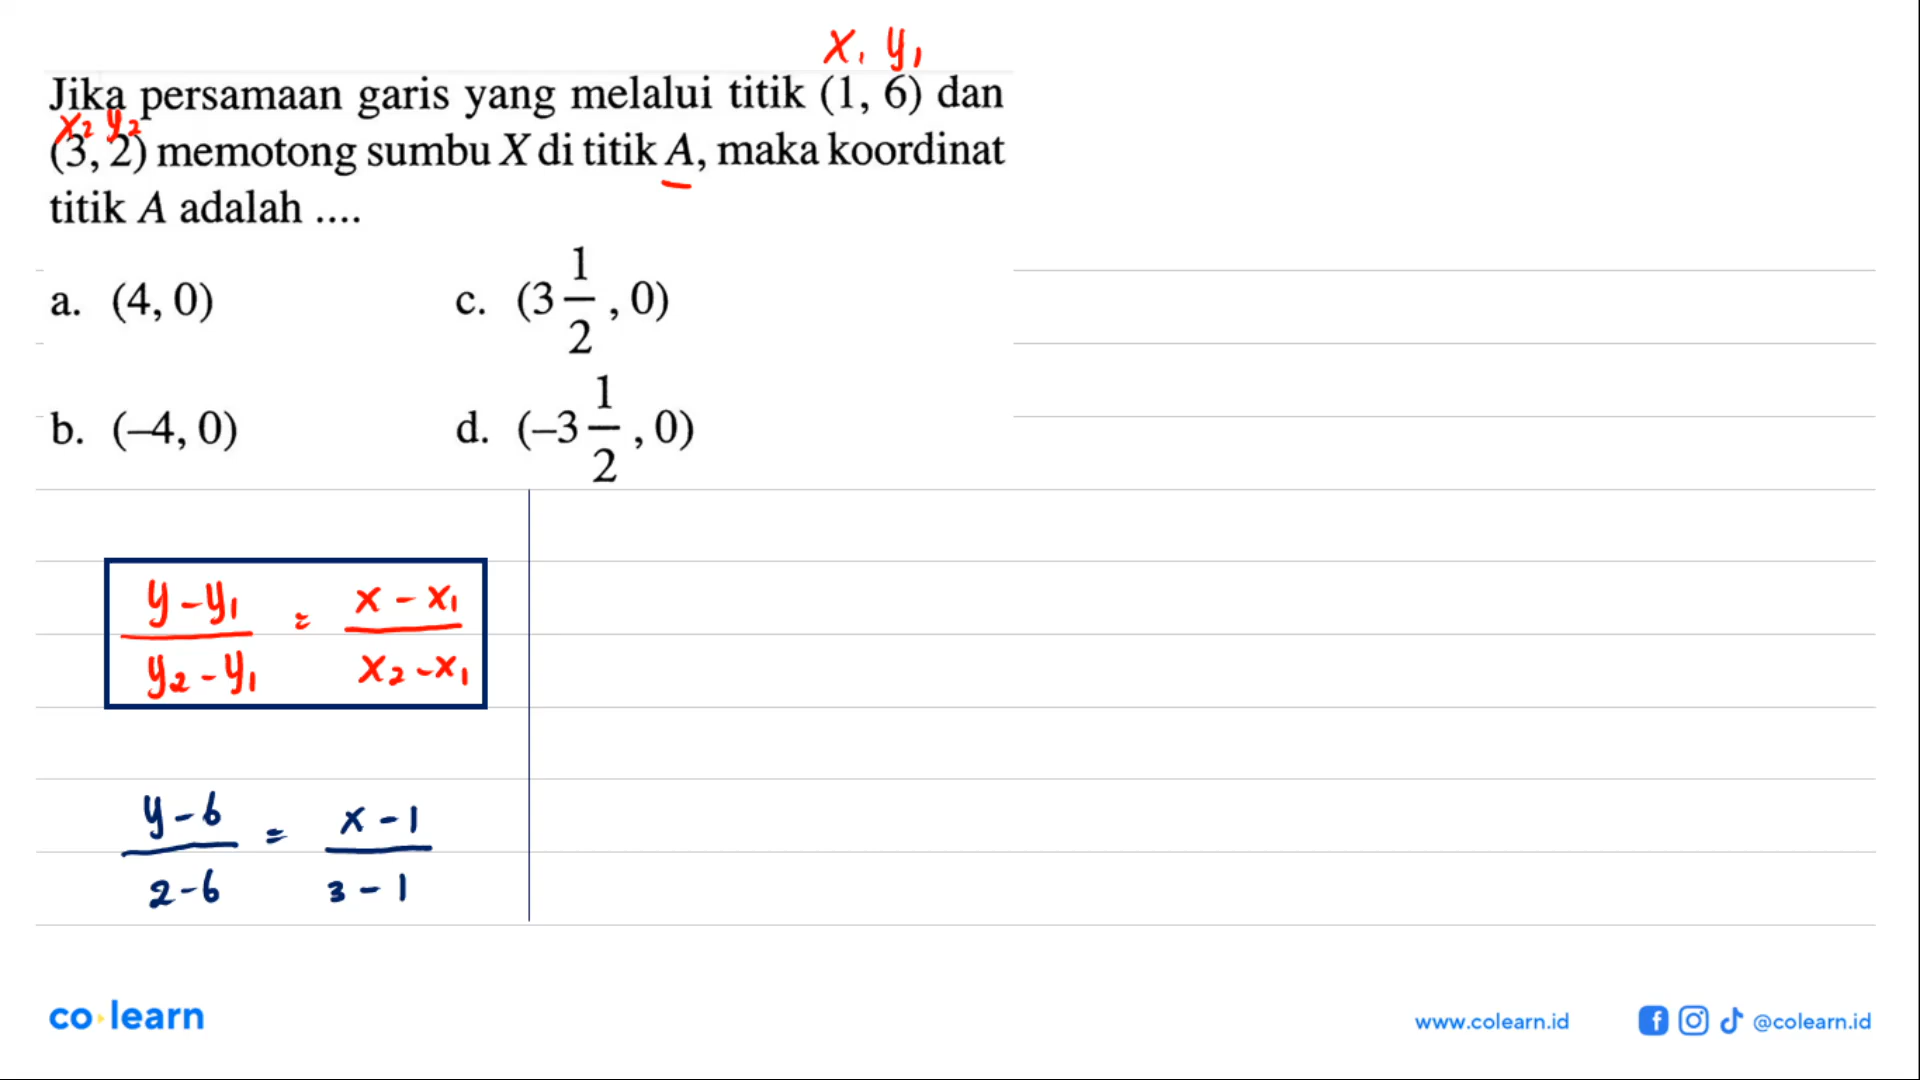 x₁ y₁
Jika persamaan garis yang melalui titik (1, 6) dan
x₂ y₂
(3, 2) memotong sumbu X di titik A, maka koordinat
titik A adalah ....
a. (4, 0) c. (3 1/2 , 0)
b. (–4, 0) d. (–3 1/2 , 0)
y – y₁ / y₂ – y₁ = x – x₁ / x₂ – x₁
y – 6 / 2 – 6 = x – 1 / 3 – 1
co learn
www.colearn.id @colearn.id